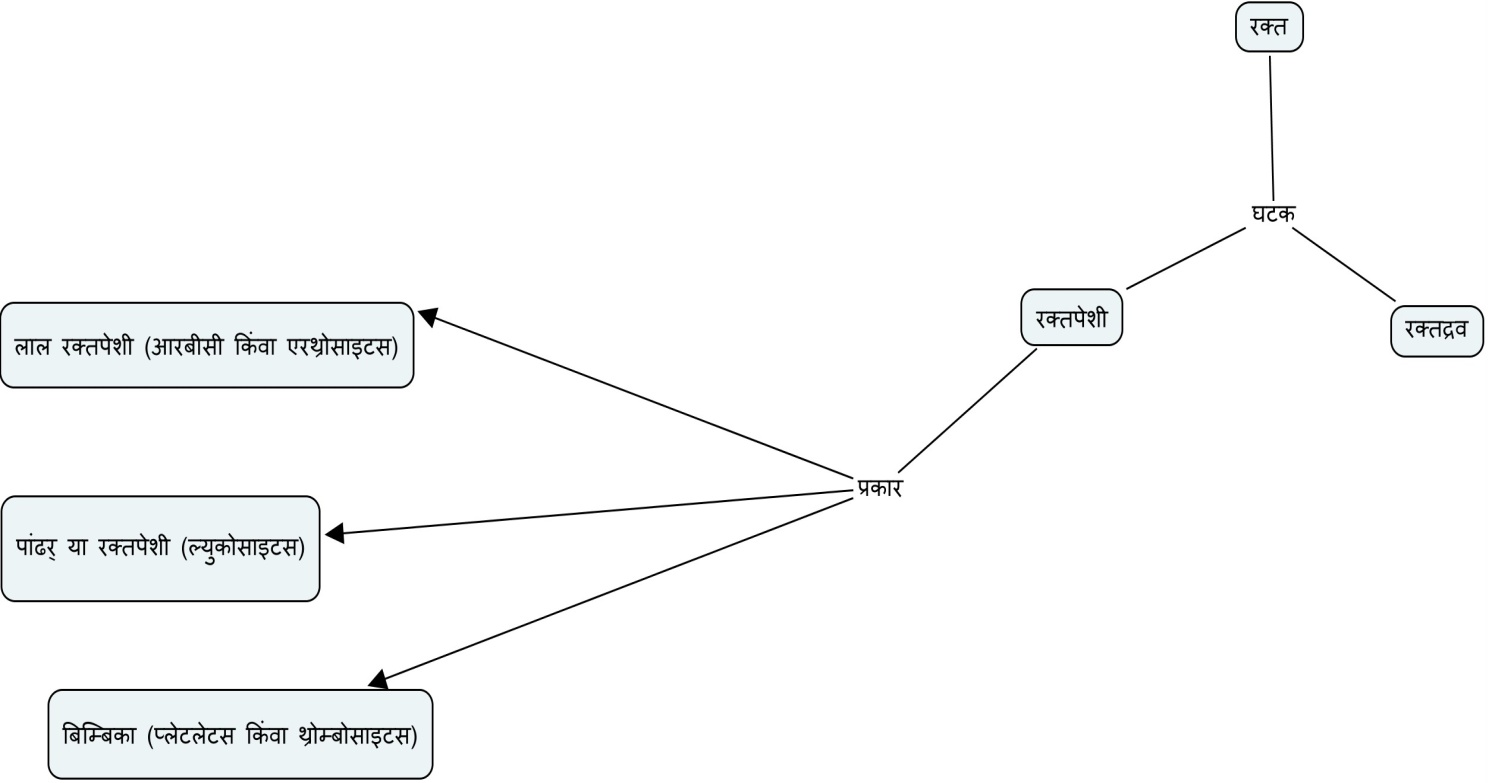 रक्त
घटक
रक्तपेशी
रक्तद्रव
लाल रक्तपेशी (आरबीसी किंवा एरथ्रोसाइटस)
प्रकार
पांढर् या रक्तपेशी (ल्युकोसाइटस)
बिम्बिका (प्लेटलेटस किंवा थ्रोम्बोसाइटस)